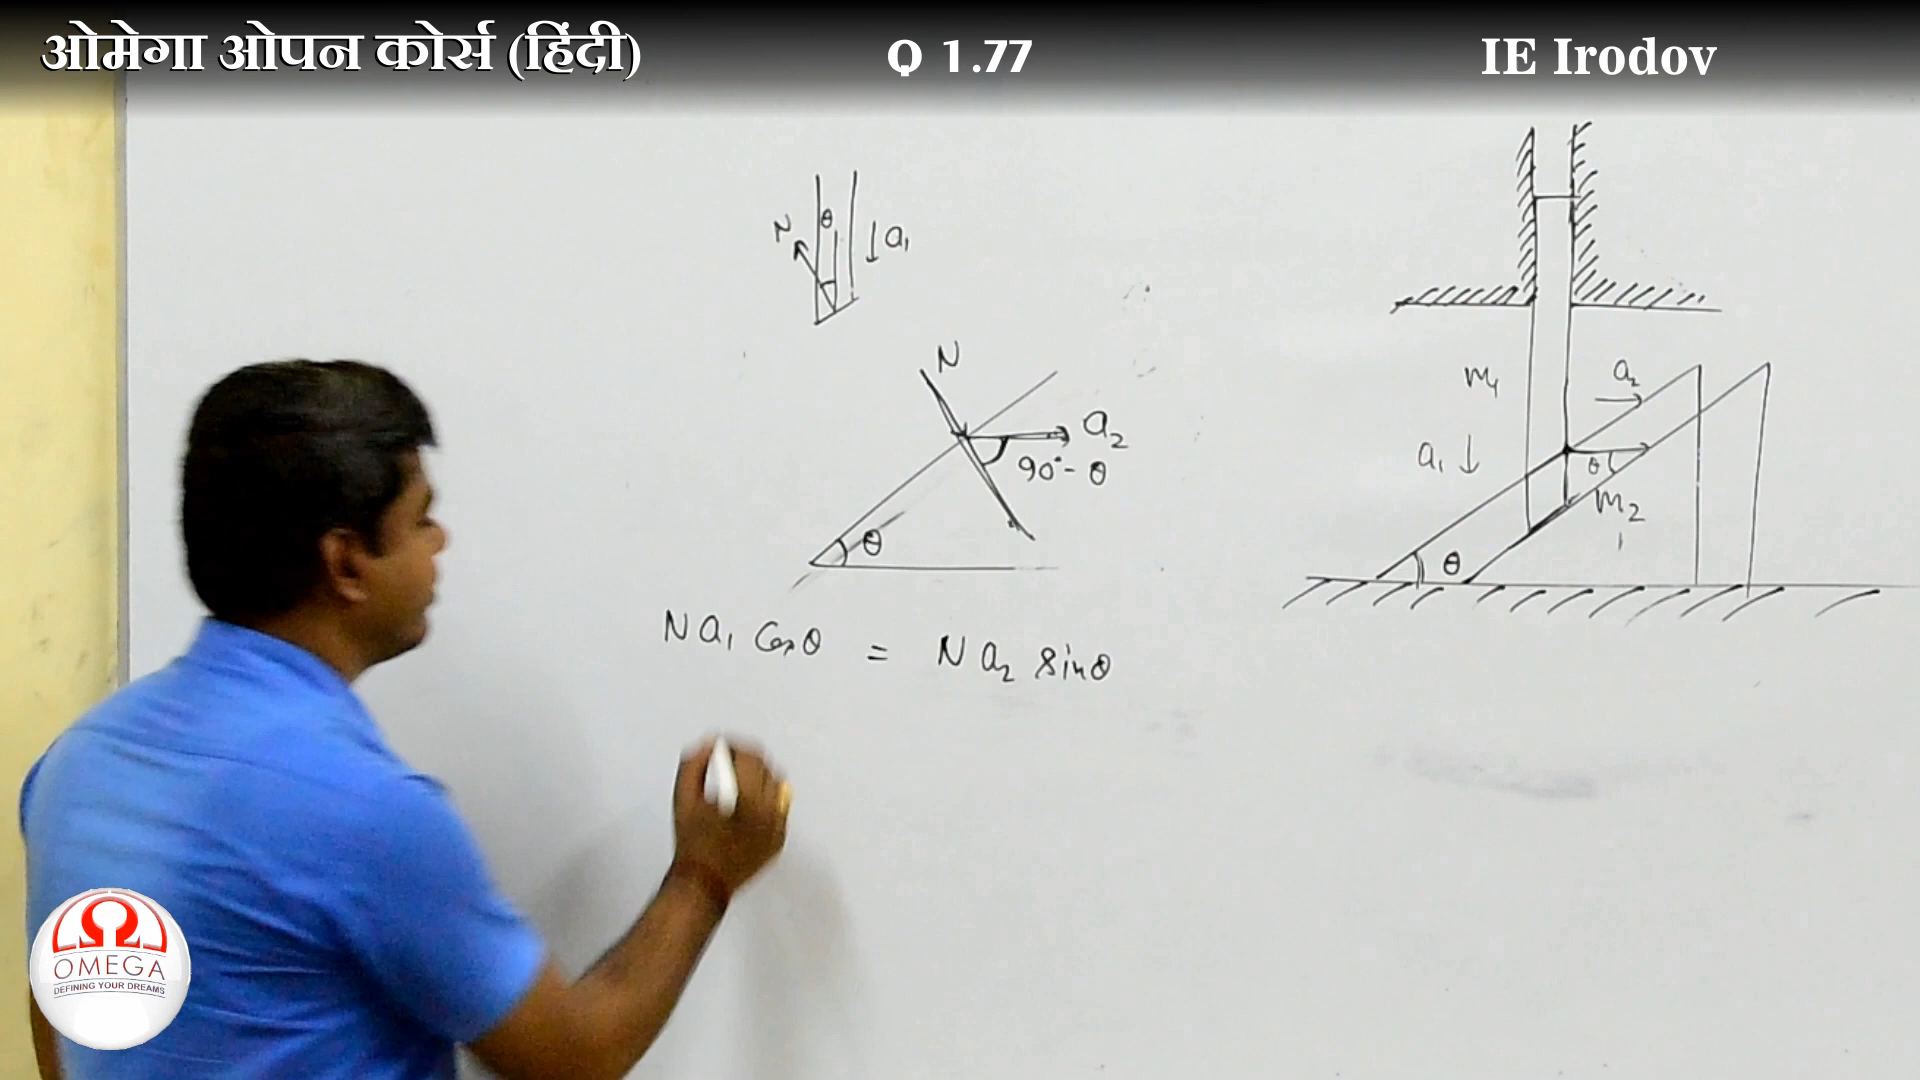 ओमेगा ओपन कोर्स (हिंदी)
Q 1.77
IE Irodov
N
θ
↓ a₁
N
a₂
90° - θ
θ
N a₁ Cosθ = N a₂ sinθ
m₁
a₂
a₁ ↓
θ
m₂
θ
OMEGA
DEFINING YOUR DREAMS